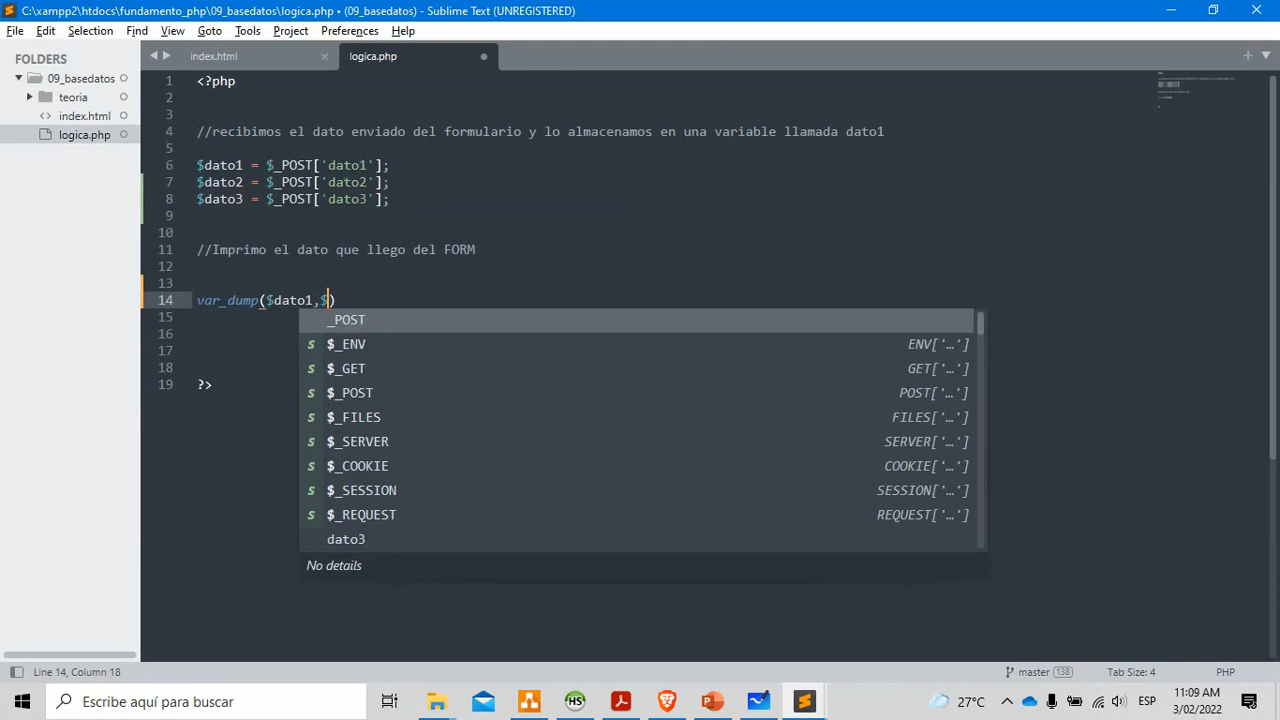 C:\xampp2\htdocs\fundamento_php\09_basedatos\logica.php • (09_basedatos) - Sublime Text (UNREGISTERED)
File Edit Selection Find View Goto Tools Project Preferences Help
FOLDERS
09_basedatos
teoria
index.html
logica.php
index.html
logica.php
1 <?php
2
3
4 //recibimos el dato enviado del formulario y lo almacenamos en una variable llamada dato1
5
6 $dato1 = $_POST['dato1'];
7 $dato2 = $_POST['dato2'];
8 $dato3 = $_POST['dato3'];
9
10
11 //Imprimo el dato que llego del FORM
12
13
14 var_dump($dato1,$)
15
16
17
18
19 ?>
_POST
s $_ENV ENV['…']
s $_GET GET['…']
s $_POST POST['…']
s $_FILES FILES['…']
s $_SERVER SERVER['…']
s $_COOKIE COOKIE['…']
s $_SESSION SESSION['…']
s $_REQUEST REQUEST['…']
dato3
No details
Line 14, Column 18
master 138
Tab Size: 4
PHP
Escribe aquí para buscar
HS
27°C
ESP
11:09 AM
3/02/2022